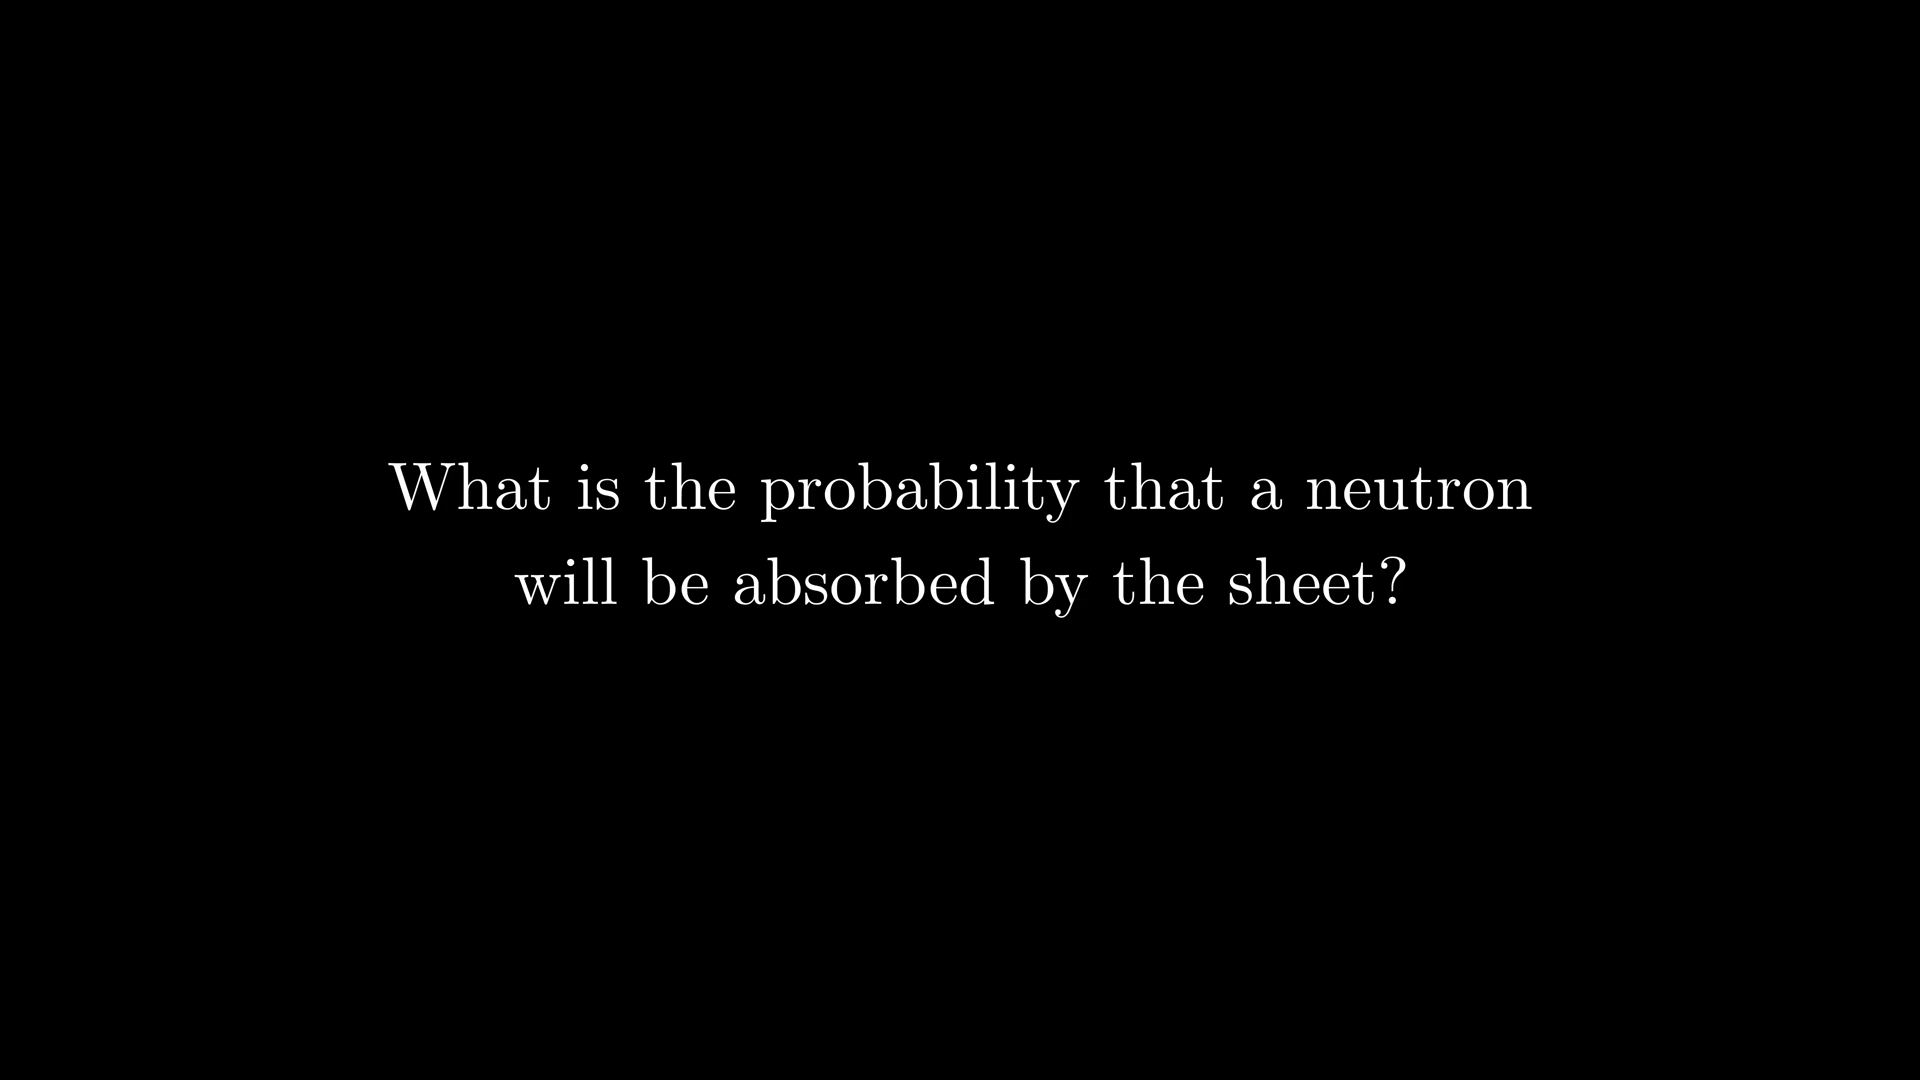 What is the probability that a neutron
will be absorbed by the sheet?